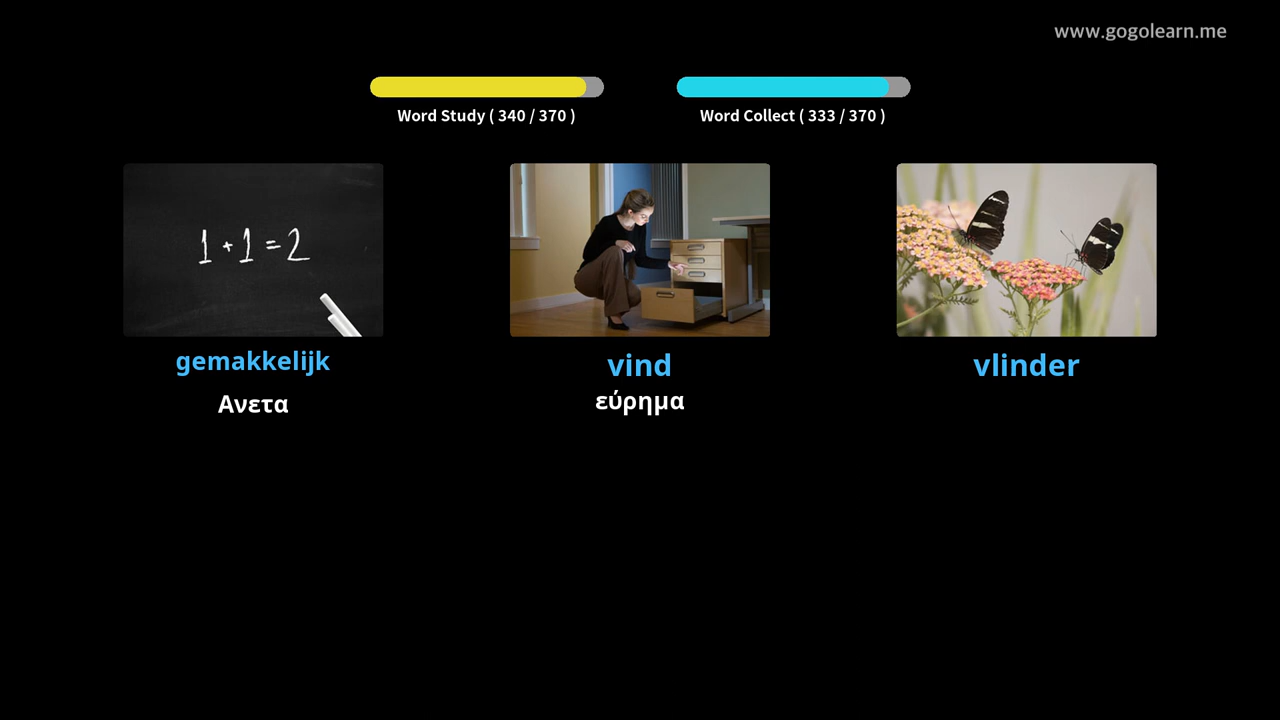 www.gogolearn.me
Word Study ( 340 / 370 )
Word Collect ( 333 / 370 )
1 + 1 = 2
gemakkelijk
vind
vlinder
Ανετα
εύρημα